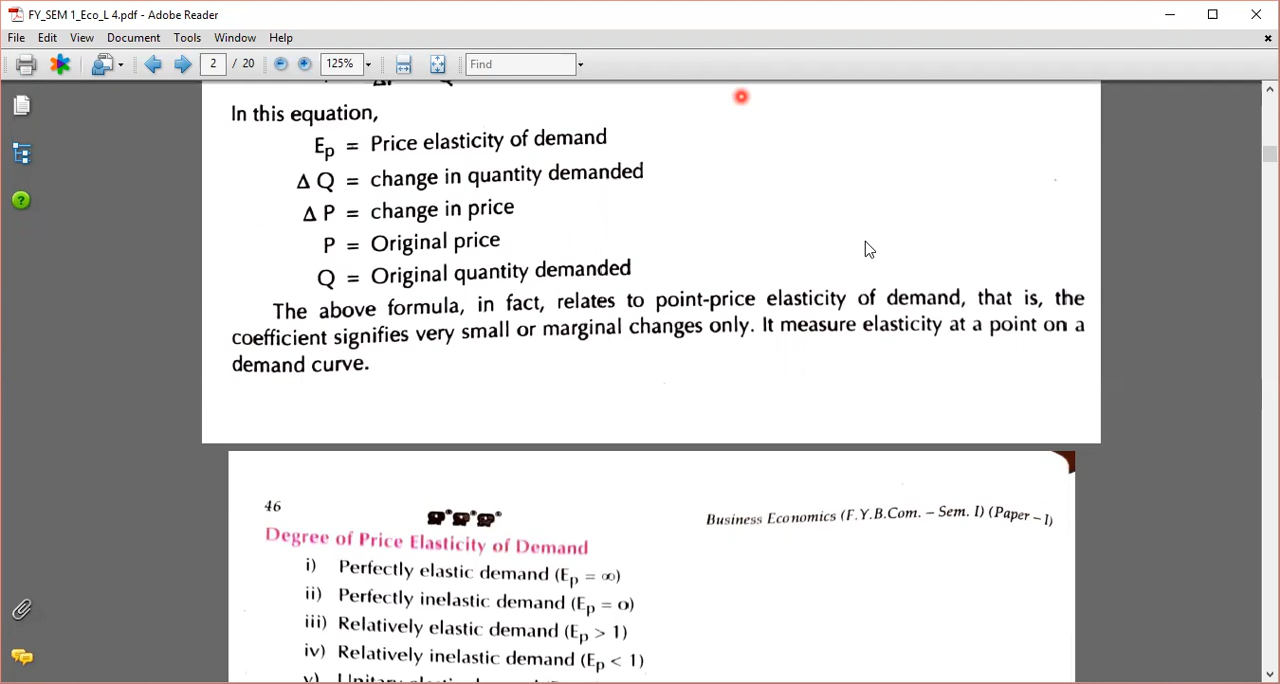 FY_SEM 1_Eco_L 4.pdf - Adobe Reader
File Edit View Document Tools Window Help
2 / 20 125% Find
In this equation,
Ep = Price elasticity of demand
Δ Q = change in quantity demanded
Δ P = change in price
P = Original price
Q = Original quantity demanded
The above formula, in fact, relates to point-price elasticity of demand, that is, the
coefficient signifies very small or marginal changes only. It measure elasticity at a point on a
demand curve.
46
Business Economics (F.Y.B.Com. – Sem. I) (Paper – I)
Degree of Price Elasticity of Demand
i) Perfectly elastic demand (Ep = ∞)
ii) Perfectly inelastic demand (Ep = o)
iii) Relatively elastic demand (Ep > 1)
iv) Relatively inelastic demand (Ep < 1)
v)